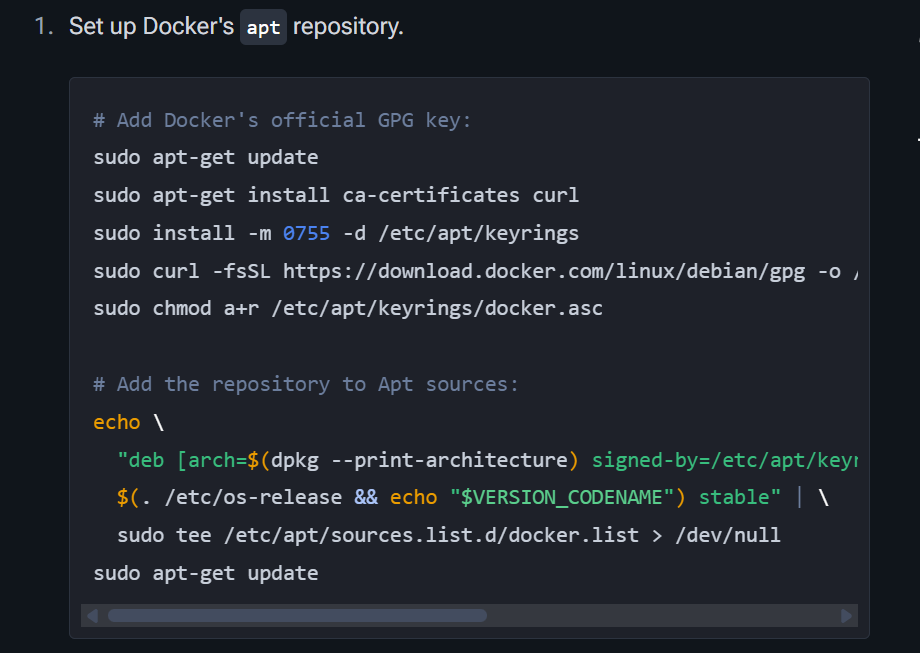 1. Set up Docker's apt repository.
# Add Docker's official GPG key:
sudo apt-get update
sudo apt-get install ca-certificates curl
sudo install -m 0755 -d /etc/apt/keyrings
sudo curl -fsSL https://download.docker.com/linux/debian/gpg -o /
sudo chmod a+r /etc/apt/keyrings/docker.asc
# Add the repository to Apt sources:
echo \
"deb [arch=$(dpkg --print-architecture) signed-by=/etc/apt/keyr
$(. /etc/os-release && echo "$VERSION_CODENAME") stable" | \
sudo tee /etc/apt/sources.list.d/docker.list > /dev/null
sudo apt-get update